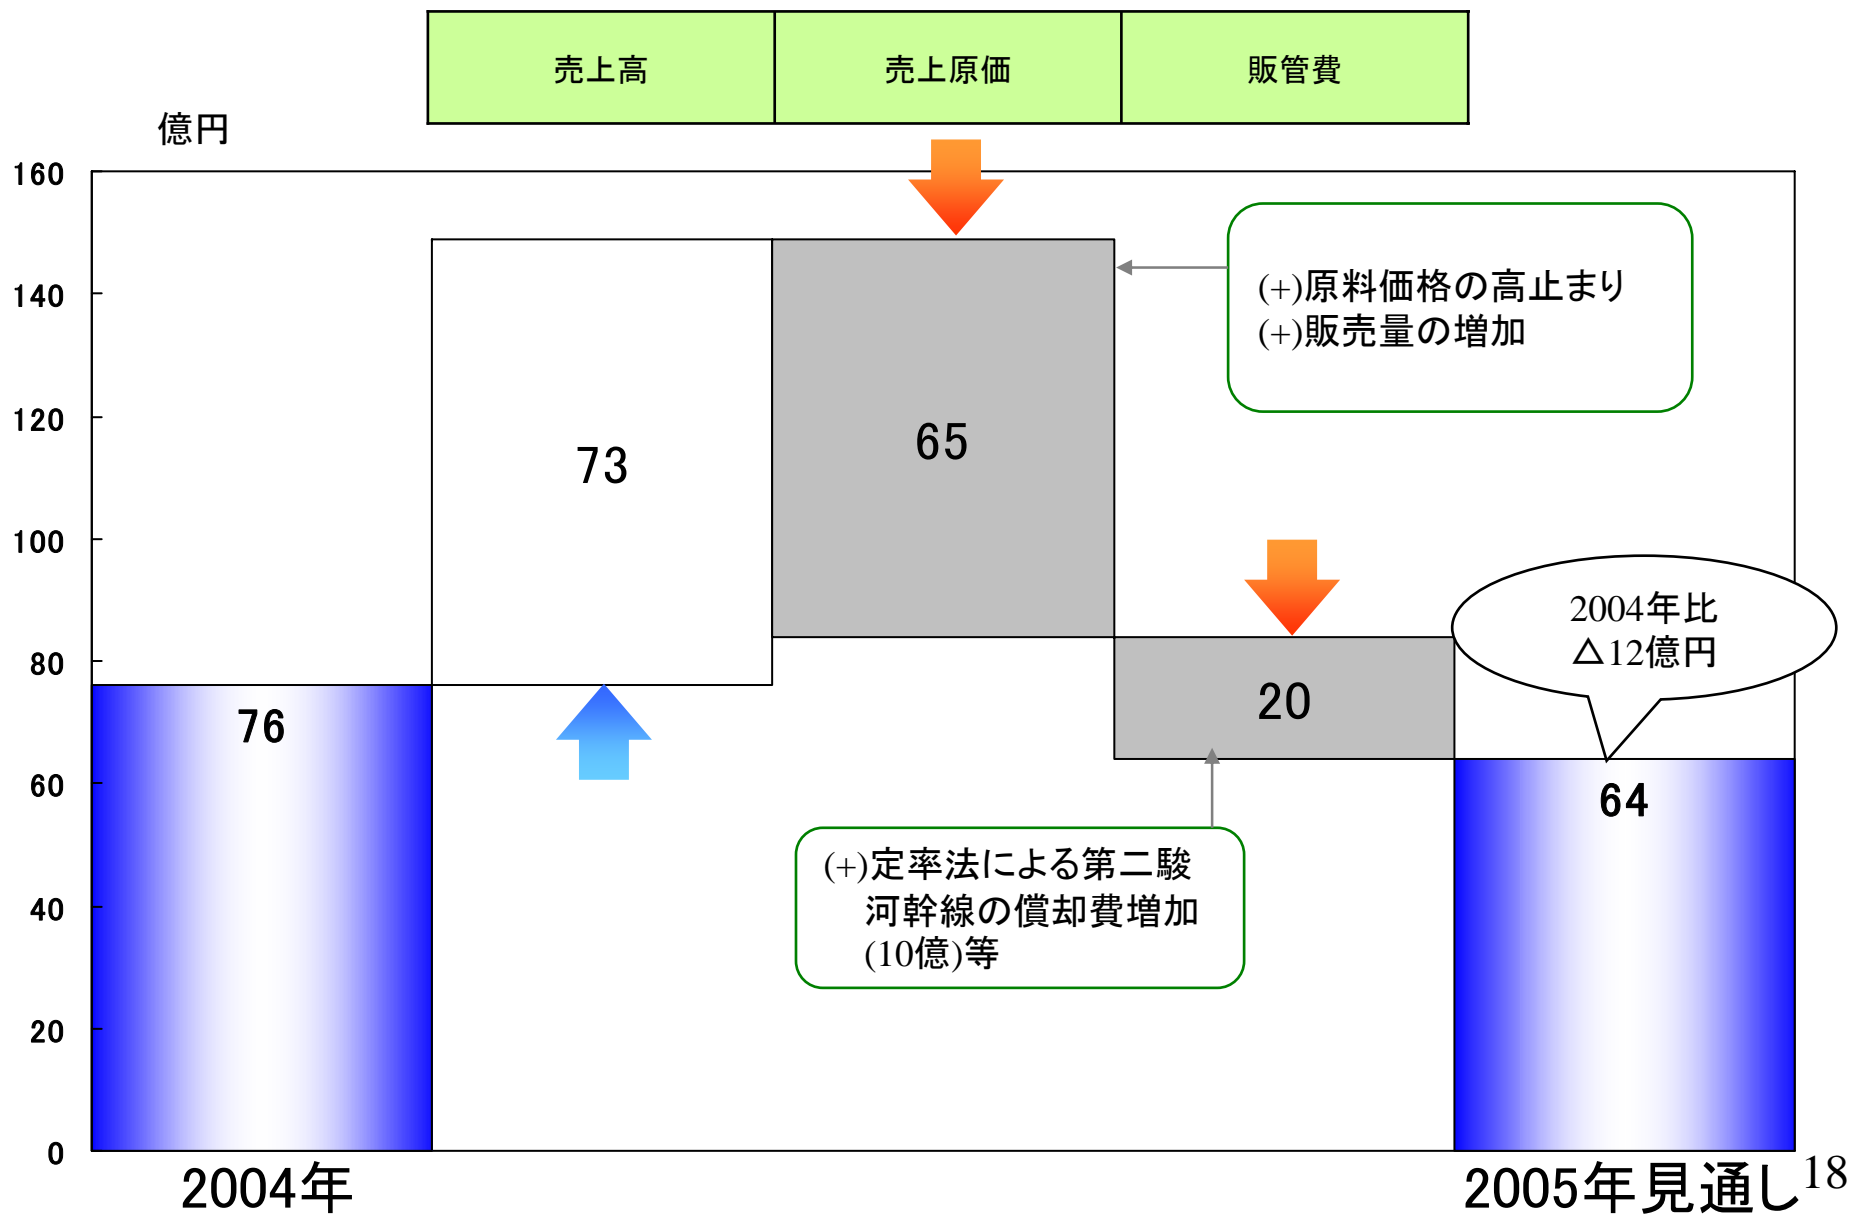 売上高 売上原価 販管費
億円
160
140
120
100
80
60
40
20
0
(+)原料価格の高止まり
(+)販売量の増加
73
65
2004年比
△12億円
20
76
64
(+)定率法による第二駿
河幹線の償却費増加
(10億)等
2004年
2005年見通し
18